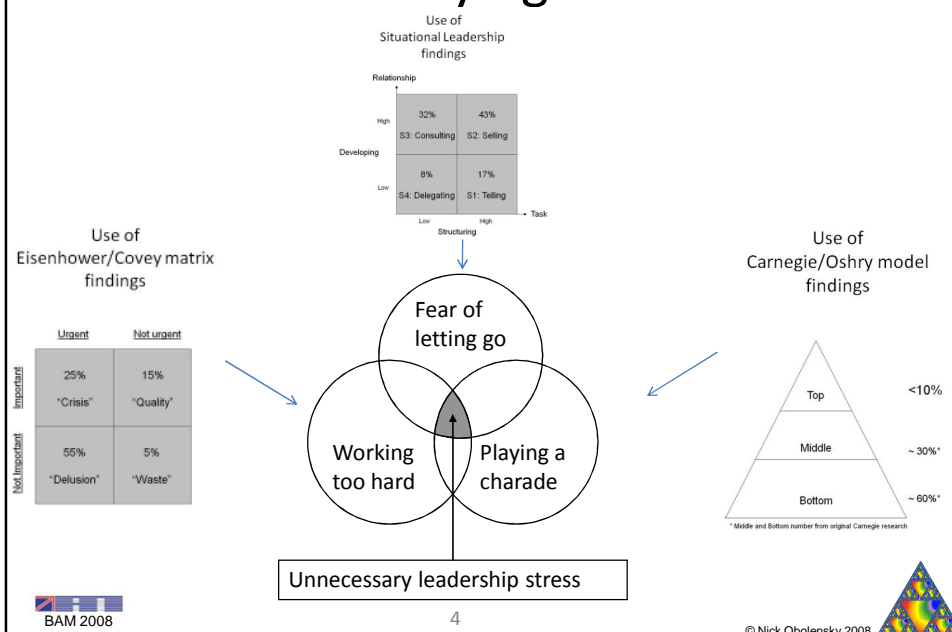 Use of
Situational Leadership
findings
Relationship
High
32%
43%
S3: Consulting
S2: Selling
Developing
8%
17%
Low
S4: Delegating
S1: Telling
Task
Low
High
Structuring
Use of
Eisenhower/Covey matrix
findings
Urgent
Not urgent
Important
25%
15%
"Crisis"
"Quality"
Not Important
55%
5%
"Delusion"
"Waste"
Use of
Carnegie/Oshry model
findings
Top
<10%
Middle
~ 30%*
Bottom
~ 60%*
* Middle and Bottom number from original Carnegie research
Fear of
letting go
Working
too hard
Playing a
charade
Unnecessary leadership stress
BAM 2008
4
© Nick Obolensky 2008